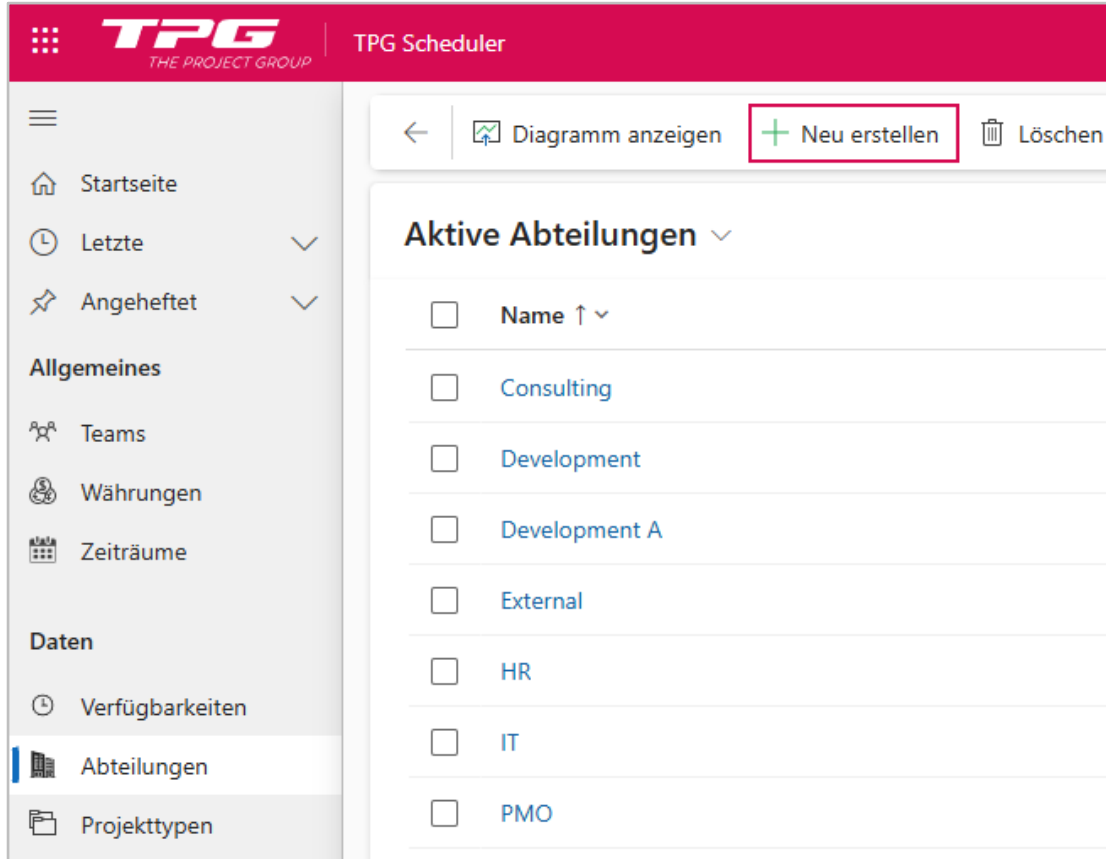 TPG
THE PROJECT GROUP
TPG Scheduler
Diagramm anzeigen
Neu erstellen
Löschen
Startseite
Letzte
Angeheftet
Allgemeines
Teams
Währungen
Zeiträume
Daten
Verfügbarkeiten
Abteilungen
Projekttypen
Aktive Abteilungen
Name ↑
Consulting
Development
Development A
External
HR
IT
PMO